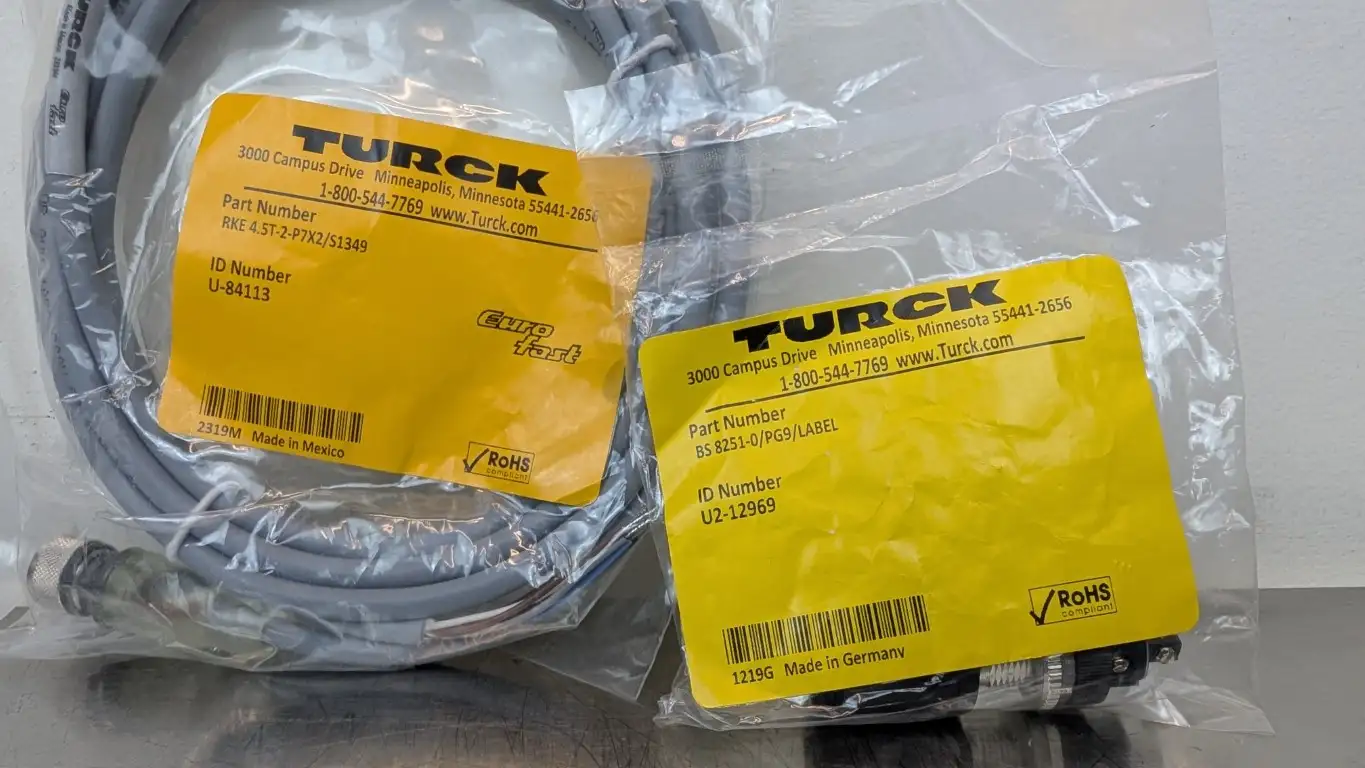 TURCK
Euro
fast
TURCK
3000 Campus Drive Minneapolis, Minnesota 55441-2656
1-800-544-7769 www.Turck.com
Part Number
RKE 4.5T-2-P7X2/S1349
ID Number
U-84113
Euro
fast
2319M Made in Mexico
RoHS
compliant
TURCK
3000 Campus Drive Minneapolis, Minnesota 55441-2656
1-800-544-7769 www.Turck.com
Part Number
BS 8251-0/PG9/LABEL
ID Number
U2-12969
RoHS
compliant
1219G Made in Germany